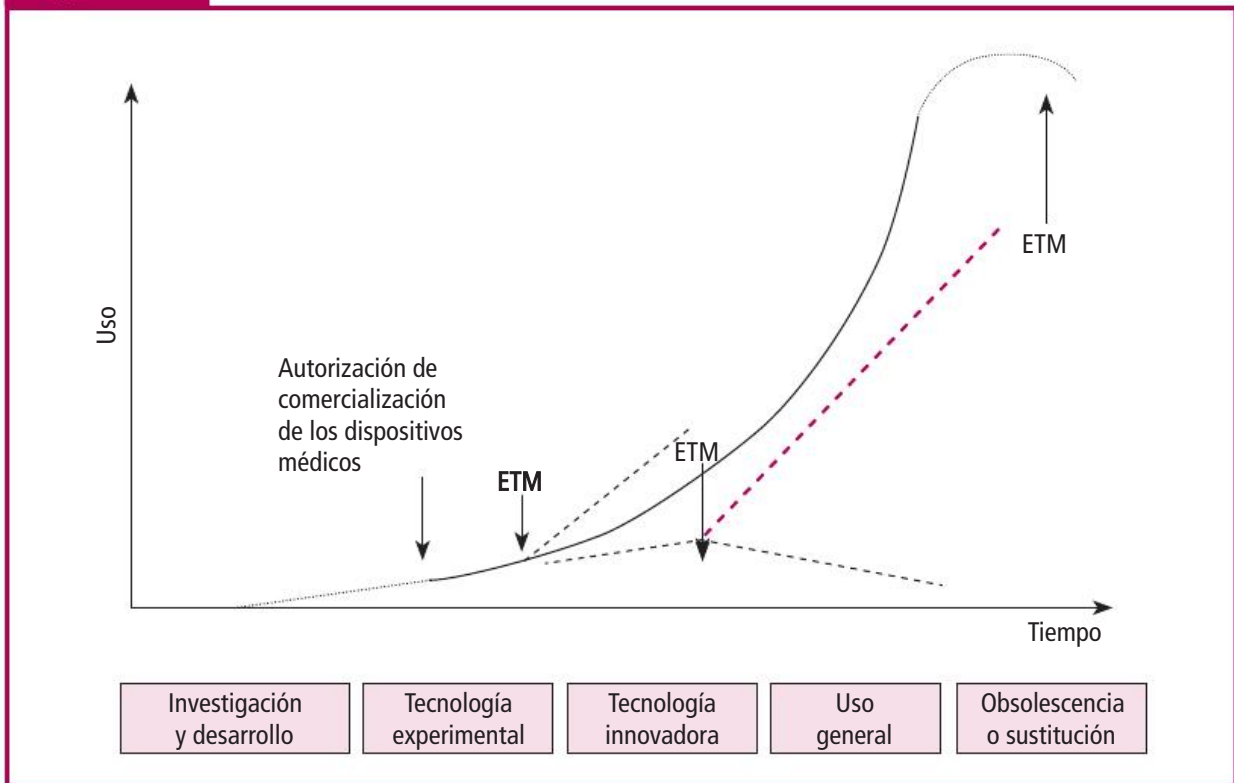 ETM
Uso
Autorización de
comercialización
de los dispositivos
médicos
ETM
ETM
Tiempo
Investigación
y desarrollo
Tecnología
experimental
Tecnología
innovadora
Uso
general
Obsolescencia
o sustitución